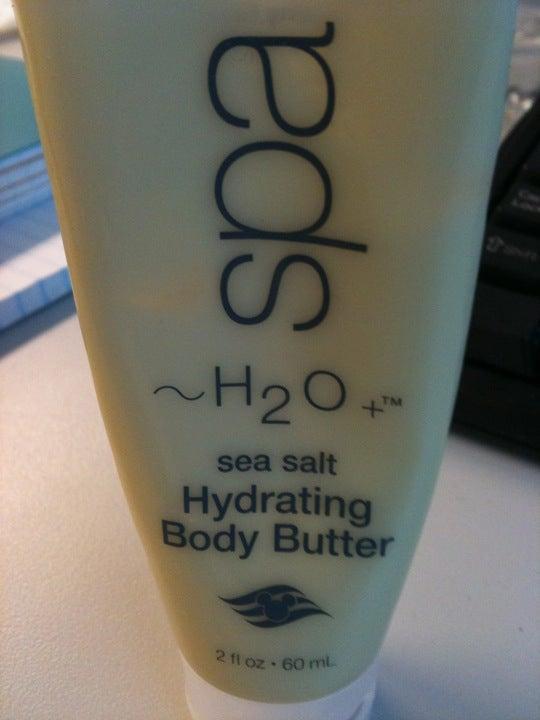 spa
~H2O+™
sea salt
Hydrating
Body Butter
2 fl oz • 60 mL